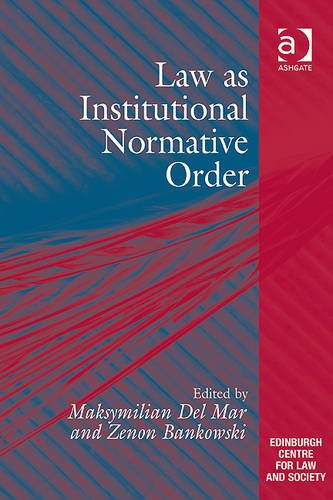 a
ASHGATE
Law as
Institutional
Normative
Order
Edited by
Maksymilian Del Mar
and Zenon Bankowski
EDINBURGH
CENTRE
FOR LAW
AND SOCIETY